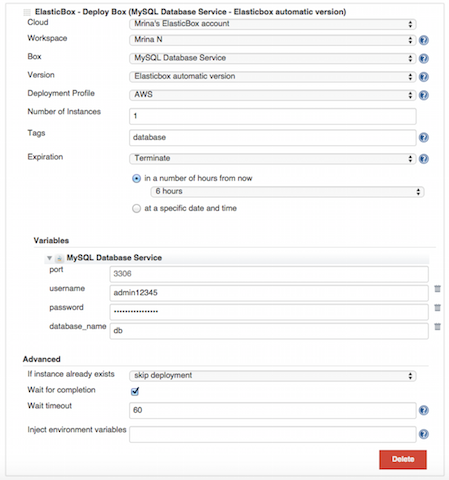 ElasticBox - Deploy Box (MySQL Database Service - Elasticbox automatic version)
Cloud Mrina's ElasticBox account
Workspace Mrina N
Box MySQL Database Service
Version Elasticbox automatic version
Deployment Profile AWS
Number of Instances 1
Tags database
Expiration Terminate
in a number of hours from now
6 hours
at a specific date and time
Variables
MySQL Database Service
port 3306
username admin12345
password ••••••••••••••••
database_name db
Advanced
If instance already exists skip deployment
Wait for completion
Wait timeout 60
Inject environment variables
Delete